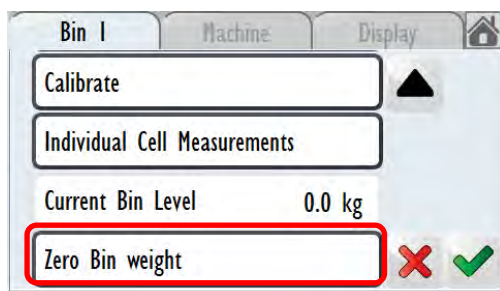 Bin 1 Machine Display
Calibrate
Individual Cell Measurements
Current Bin Level 0.0 kg
Zero Bin weight